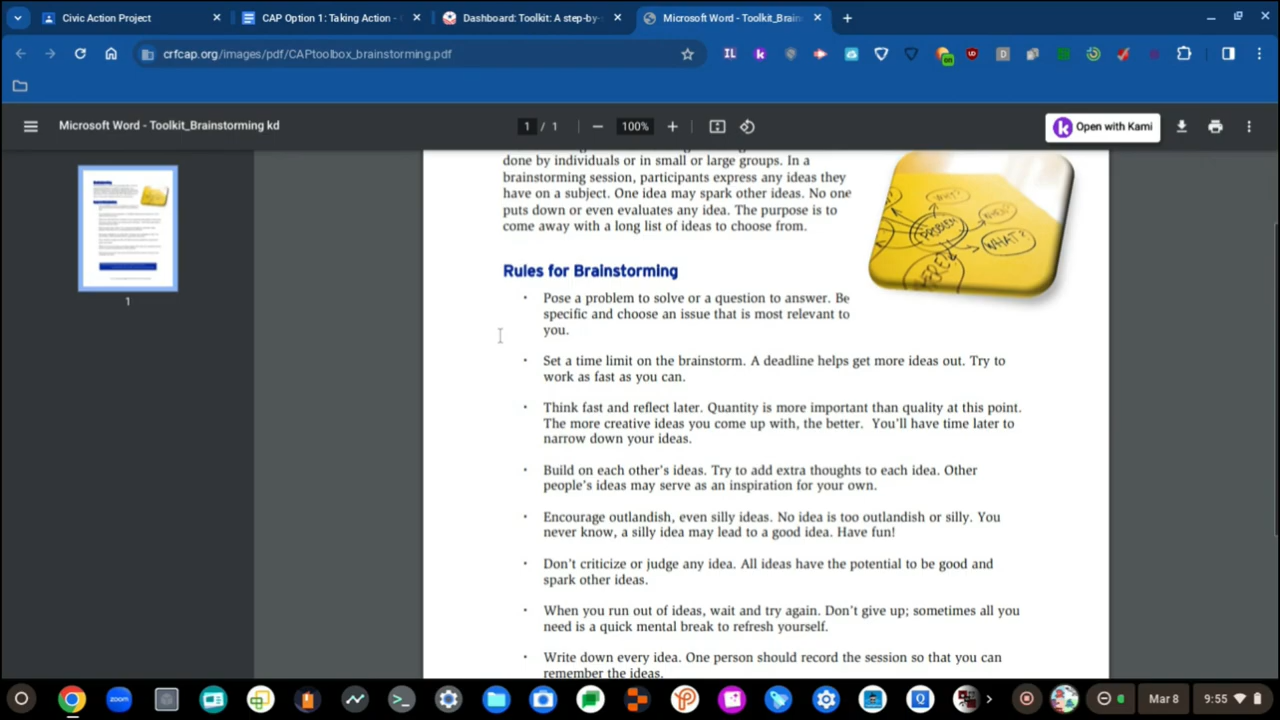 Civic Action Project
CAP Option 1: Taking Action -
Dashboard: Toolkit: A step-by-
Microsoft Word - Toolkit_Brain
crfcap.org/images/pdf/CAPtoolbox_brainstorming.pdf
Microsoft Word - Toolkit_Brainstorming kd
1 / 1
100%
Open with Kami
done by individuals or in small or large groups. In a
brainstorming session, participants express any ideas they
have on a subject. One idea may spark other ideas. No one
puts down or even evaluates any idea. The purpose is to
come away with a long list of ideas to choose from.
PROBLEM
WHAT?
Rules for Brainstorming
· Pose a problem to solve or a question to answer. Be
specific and choose an issue that is most relevant to
you.
· Set a time limit on the brainstorm. A deadline helps get more ideas out. Try to
work as fast as you can.
· Think fast and reflect later. Quantity is more important than quality at this point.
The more creative ideas you come up with, the better.  You'll have time later to
narrow down your ideas.
· Build on each other's ideas. Try to add extra thoughts to each idea. Other
people's ideas may serve as an inspiration for your own.
· Encourage outlandish, even silly ideas. No idea is too outlandish or silly. You
never know, a silly idea may lead to a good idea. Have fun!
· Don't criticize or judge any idea. All ideas have the potential to be good and
spark other ideas.
· When you run out of ideas, wait and try again. Don't give up; sometimes all you
need is a quick mental break to refresh yourself.
· Write down every idea. One person should record the session so that you can
remember the ideas.
1
zoom
Mar 8
9:55